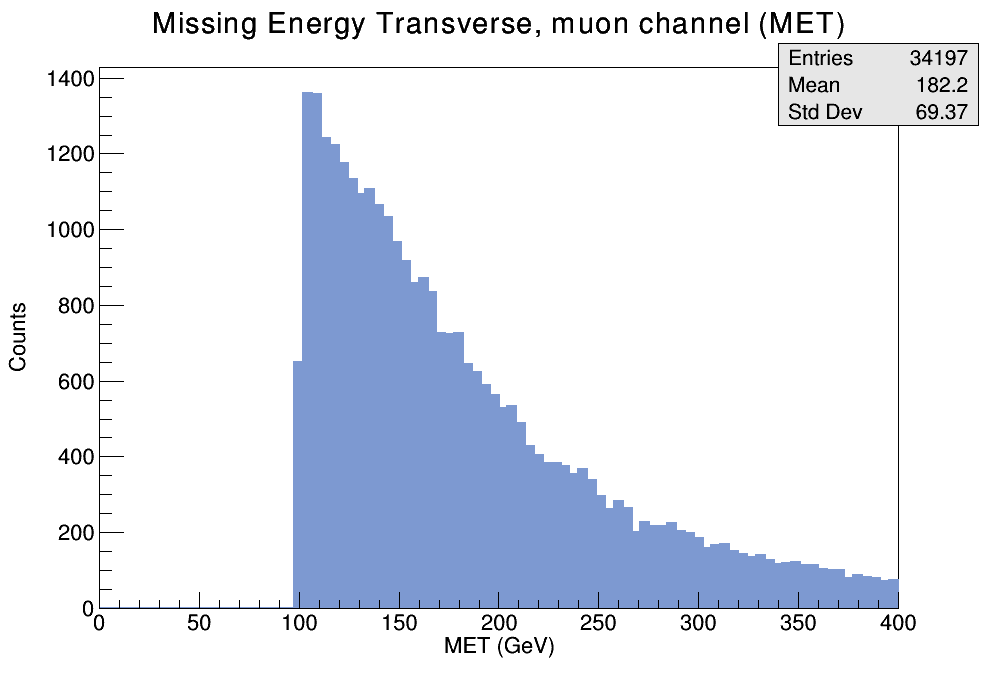 Missing Energy Transverse, muon channel (MET)
Entries 34197
Mean 182.2
Std Dev 69.37
1400
1200
1000
800
600
400
200
0
Counts
0 50 100 150 200 250 300 350 400
MET (GeV)